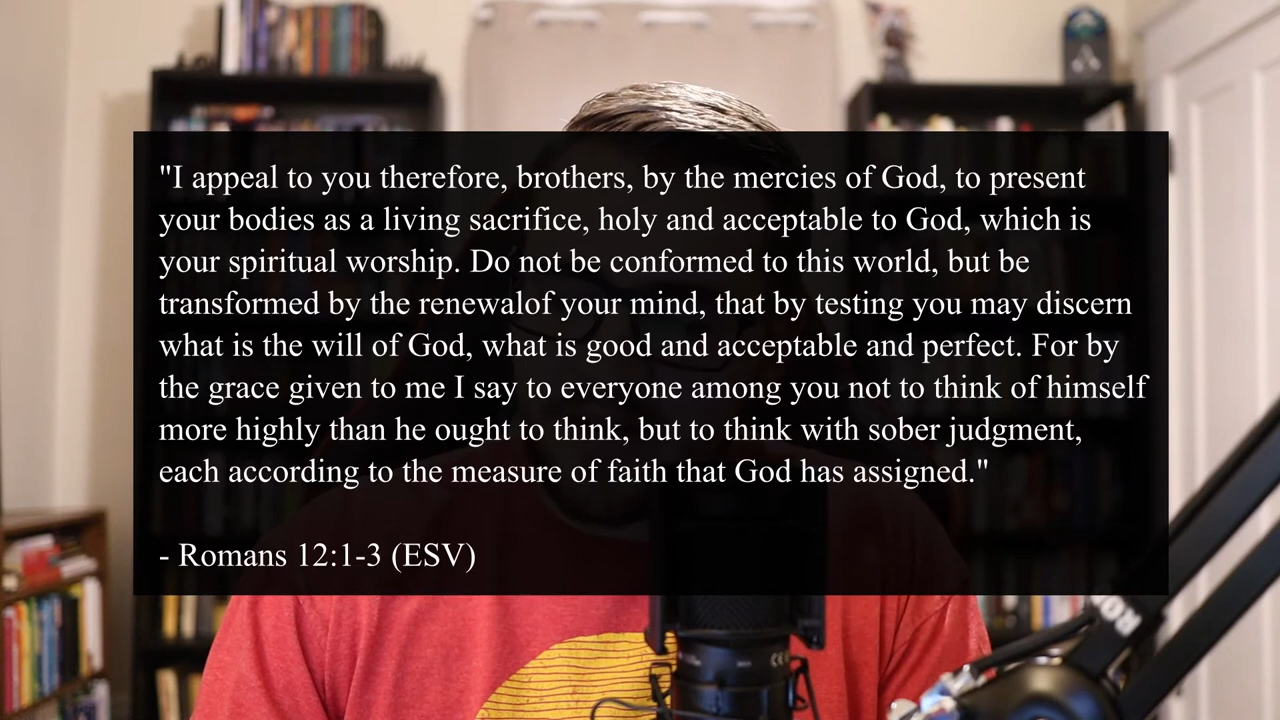 "I appeal to you therefore, brothers, by the mercies of God, to present
your bodies as a living sacrifice, holy and acceptable to God, which is
your spiritual worship. Do not be conformed to this world, but be
transformed by the renewalof your mind, that by testing you may discern
what is the will of God, what is good and acceptable and perfect. For by
the grace given to me I say to everyone among you not to think of himself
more highly than he ought to think, but to think with sober judgment,
each according to the measure of faith that God has assigned."
- Romans 12:1-3 (ESV)